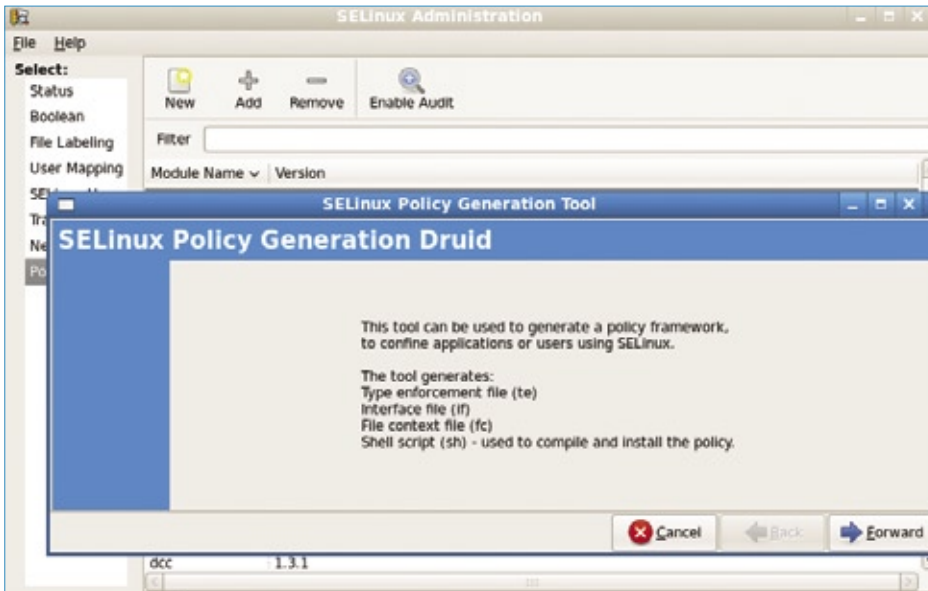 SELinux Administration
File Help
Select:
Status
Boolean
File Labeling
User Mapping
New Add Remove Enable Audit
Filter
Module Name Version
SELinux Policy Generation Tool
SELinux Policy Generation Druid
This tool can be used to generate a policy framework,
to confine applications or users using SELinux.
The tool generates:
Type enforcement file (te)
Interface file (if)
File context file (fc)
Shell script (sh) - used to compile and install the policy.
Cancel Back Forward
dcc 1.3.1